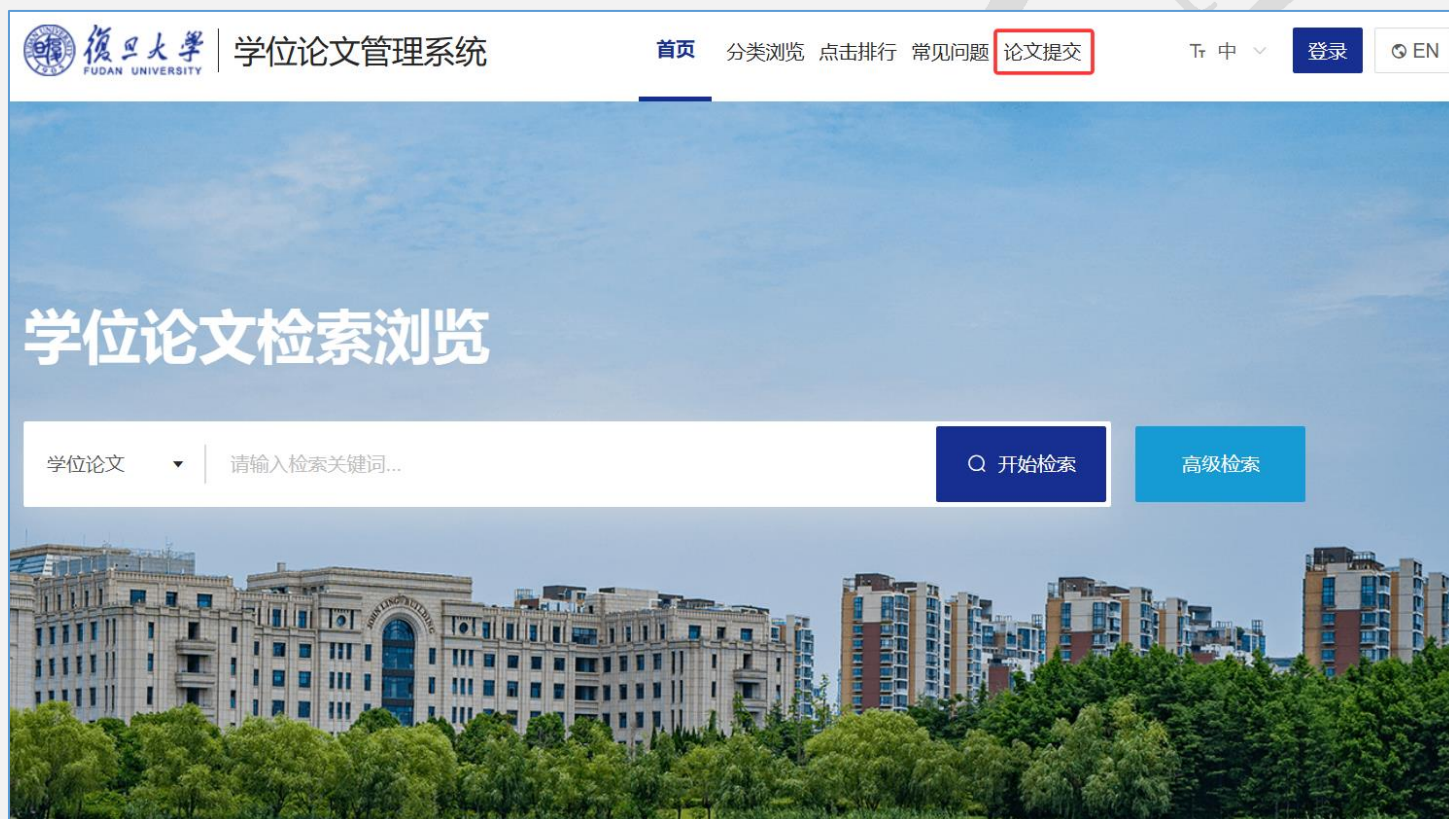 復旦大學
FUDAN UNIVERSITY
学位论文管理系统
首页 分类浏览 点击排行 常见问题 论文提交
Tт 中
登录
EN
学位论文检索浏览
学位论文
请输入检索关键词...
开始检索
高级检索